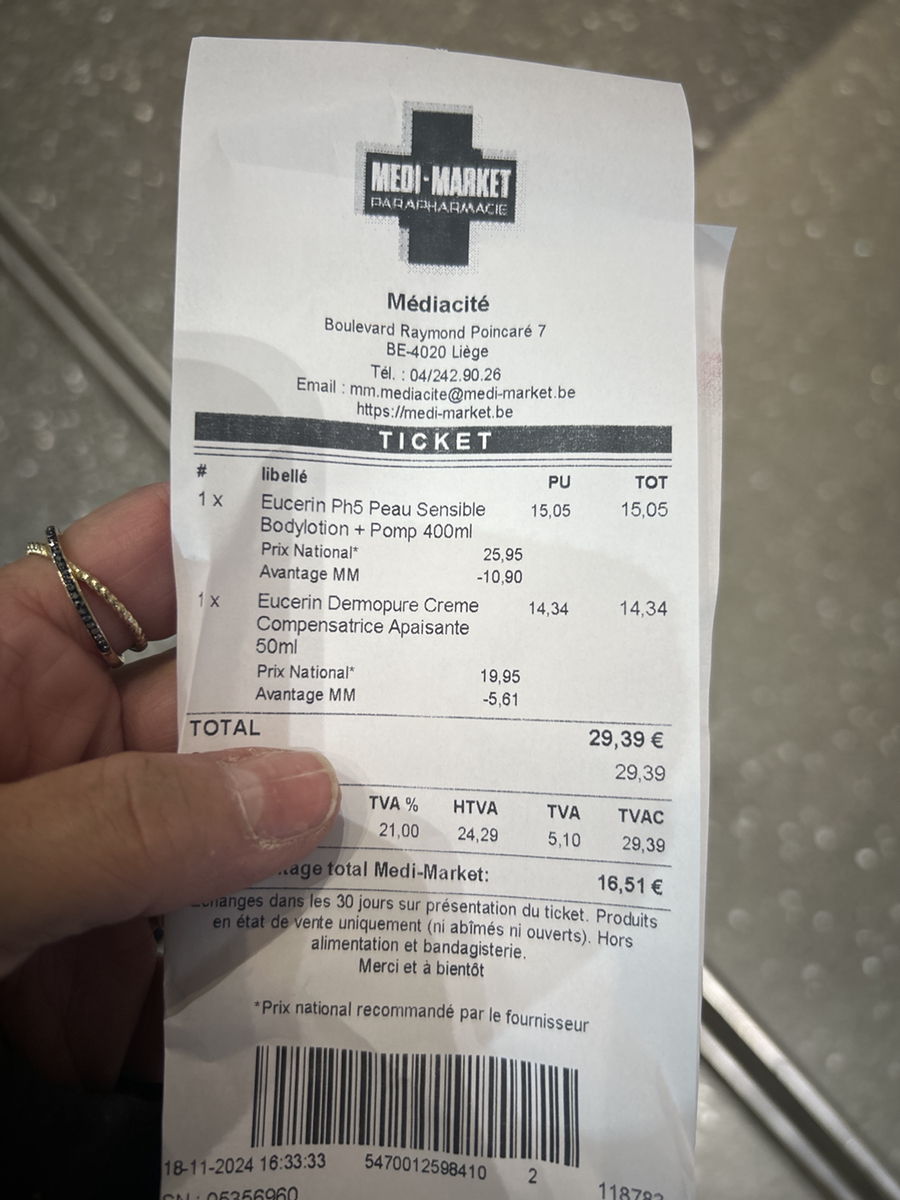 MEDI-MARKET
PARAPHARMACIE
Médiacité
Boulevard Raymond Poincaré 7
BE-4020 Liège
Tél. : 04/242.90.26
Email : mm.mediacite@medi-market.be
https://medi-market.be
TICKET
# libellé PU TOT
1 x Eucerin Ph5 Peau Sensible 15,05 15,05
Bodylotion + Pomp 400ml
Prix National* 25,95
Avantage MM -10,90
1 x Eucerin Dermopure Creme 14,34 14,34
Compensatrice Apaisante
50ml
Prix National* 19,95
Avantage MM -5,61
TOTAL 29,39 €
29,39
TVA % HTVA TVA TVAC
21,00 24,29 5,10 29,39
total Medi-Market: 16,51 €
dans les 30 jours sur présentation du ticket. Produits
en état de vente uniquement (ni abîmés ni ouverts). Hors
alimentation et bandagisterie.
Merci et à bientôt
*Prix national recommandé par le fournisseur
18-11-2024 16:33:33 5470012598410 2
118782